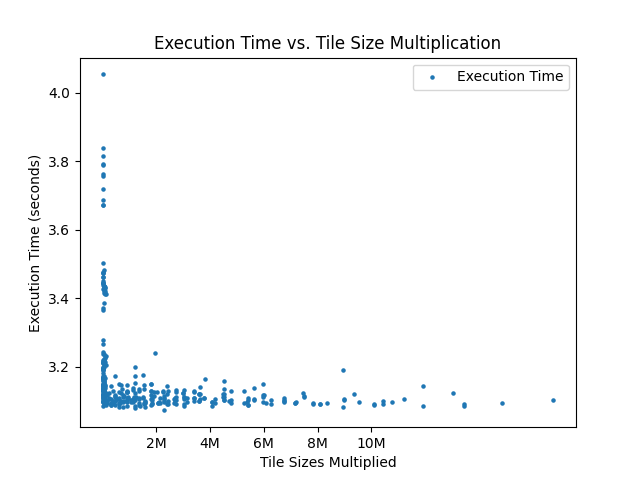 Execution Time vs. Tile Size Multiplication
Execution Time
4.0
3.8
3.6
3.4
3.2
Execution Time (seconds)
2M 4M 6M 8M 10M
Tile Sizes Multiplied